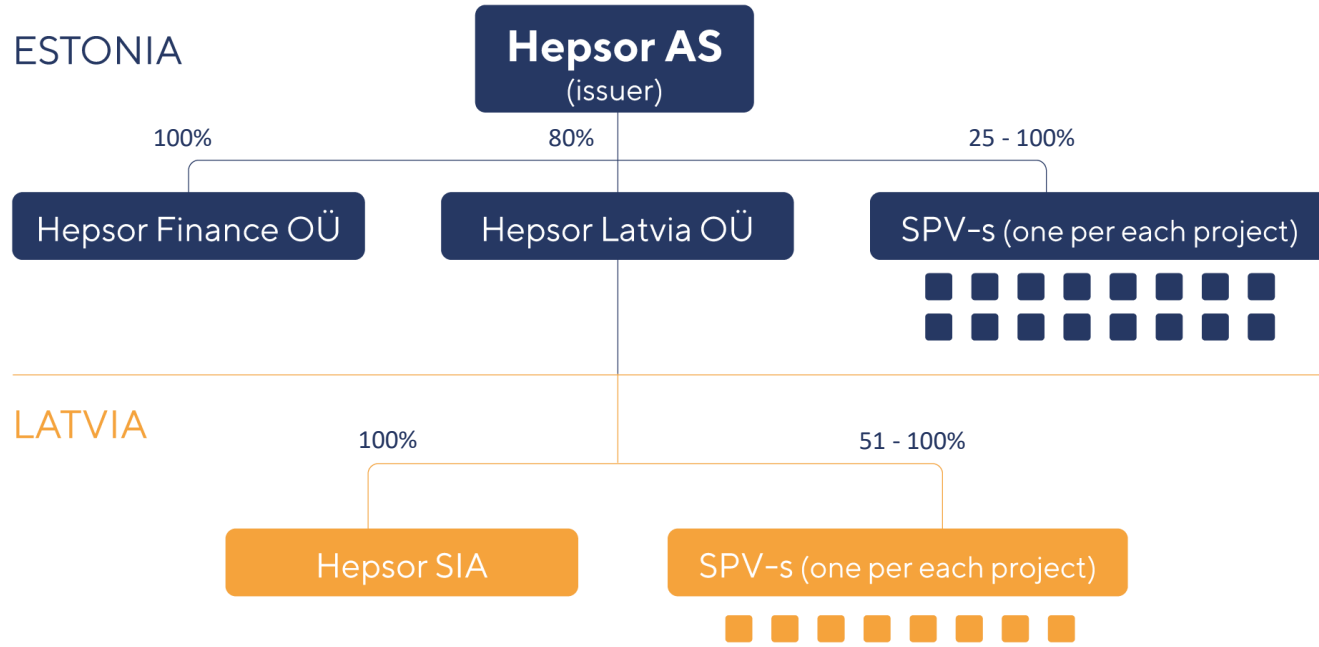 ESTONIA
Hepsor AS
(issuer)
100%
80%
25 - 100%
Hepsor Finance OÜ
Hepsor Latvia OÜ
SPV-s (one per each project)
LATVIA
100%
51 - 100%
Hepsor SIA
SPV-s (one per each project)